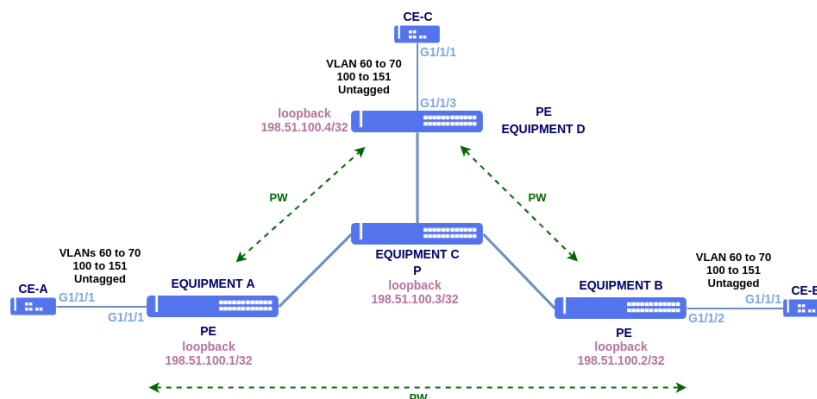 CE-C
G1/1/1
VLAN 60 to 70
100 to 151
Untagged
G1/1/3
loopback
198.51.100.4/32
PE
EQUIPMENT D
PW
PW
EQUIPMENT C
P
loopback
198.51.100.3/32
VLANs 60 to 70
100 to 151
Untagged
CE-A
G1/1/1
G1/1/1
EQUIPMENT A
PE
loopback
198.51.100.1/32
VLAN 60 to 70
100 to 151
Untagged
EQUIPMENT B
CE-B
G1/1/1
G1/1/2
PE
loopback
198.51.100.2/32
PW